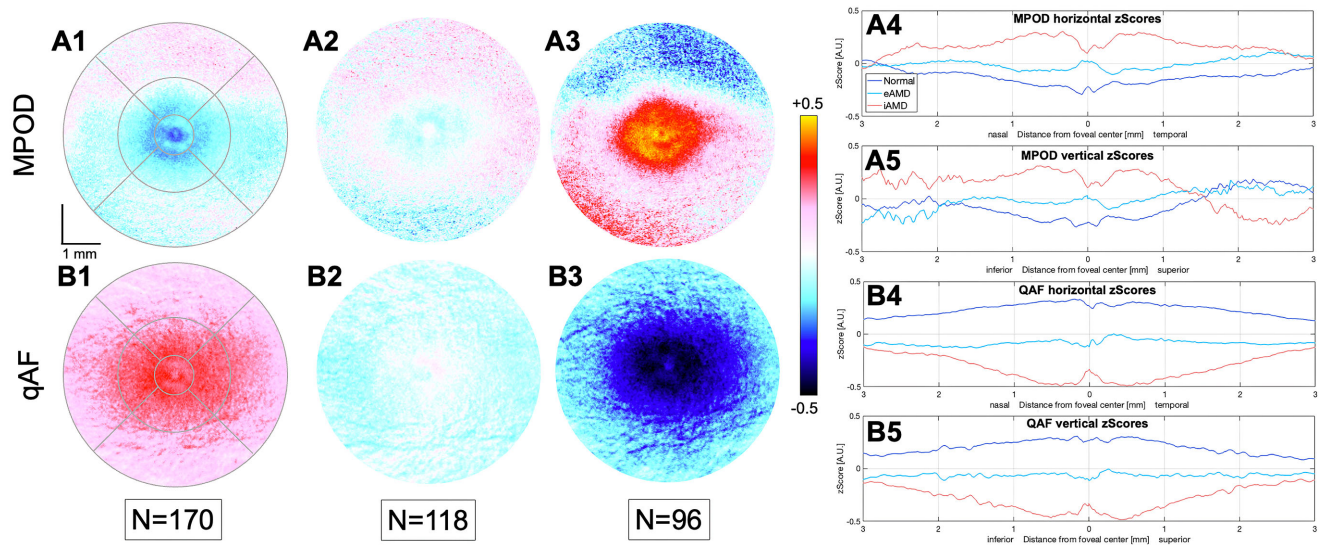 A1
A2
A3
MPOD
1 mm
B1
B2
B3
qAF
N=170
N=118
N=96
+0.5
-0.5
A4
MPOD horizontal zScores
zScore [A.U.]
0.5
0
-0.5
Normal
eAMD
iAMD
3 2 1 0 1 2 3
nasal Distance from foveal center [mm] temporal
A5
MPOD vertical zScores
zScore [A.U.]
0.5
0
-0.5
3 2 1 0 1 2 3
inferior Distance from foveal center [mm] superior
B4
QAF horizontal zScores
zScore [A.U.]
0.5
0
-0.5
3 2 1 0 1 2 3
nasal Distance from foveal center [mm] temporal
B5
QAF vertical zScores
zScore [A.U.]
0.5
0
-0.5
3 2 1 0 1 2 3
inferior Distance from foveal center [mm] superior